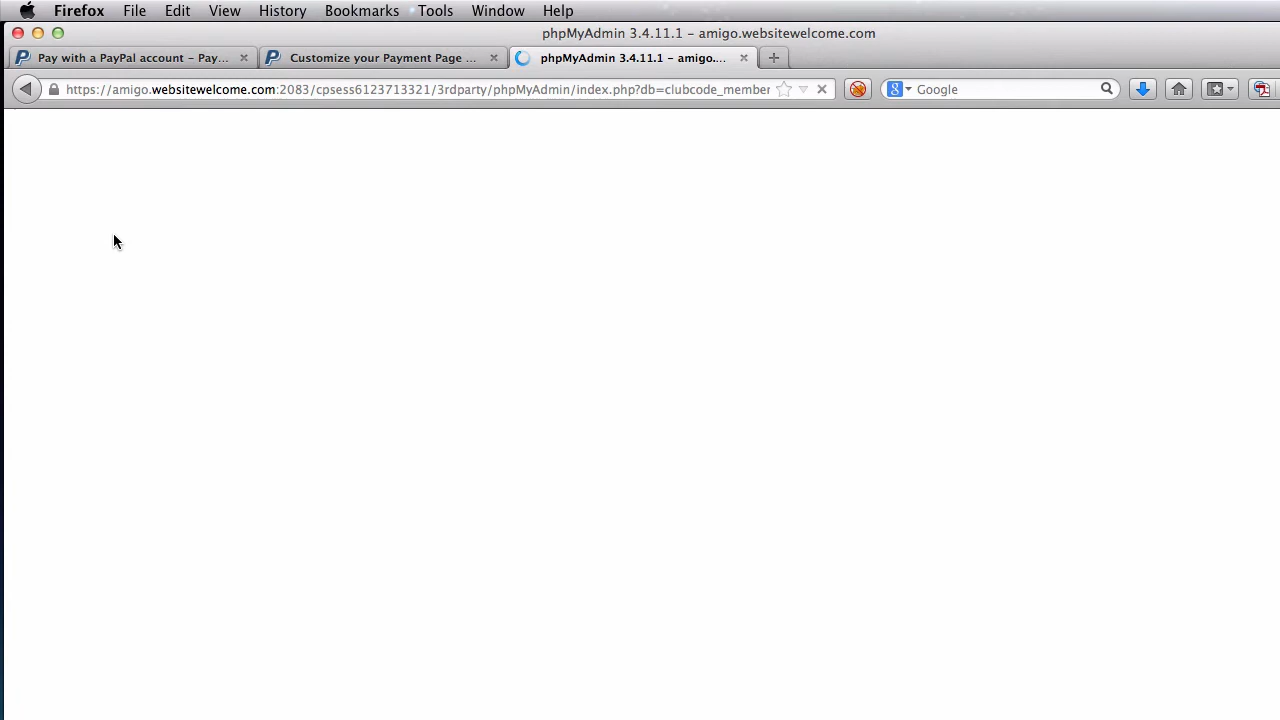 Firefox File Edit View History Bookmarks Tools Window Help
phpMyAdmin 3.4.11.1 – amigo.websitewelcome.com
Pay with a PayPal account – Pay... Customize your Payment Page ... phpMyAdmin 3.4.11.1 – amigo....
https://amigo.websitewelcome.com:2083/cpsess6123713321/3rdparty/phpMyAdmin/index.php?db=clubcode_member 8 Google